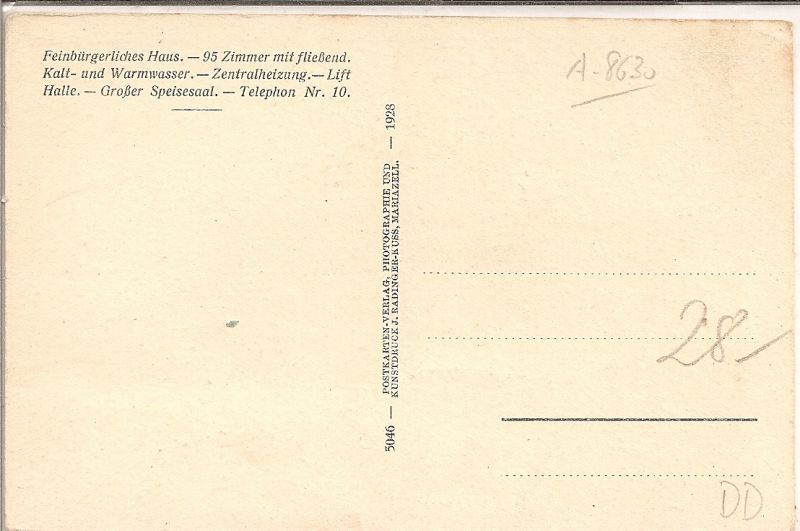 Feinbürgerliches Haus. — 95 Zimmer mit fließend.
Kalt- und Warmwasser. — Zentralheizung. — Lift
Halle. — Großer Speisesaal. — Telephon Nr. 10.
5046 — POSTKARTEN-VERLAG, PHOTOGRAPHIE UND — 1928
KUNSTDRUCK J. RADINGER-KUSS, MARIAZELL.
A-8630
28-
DD